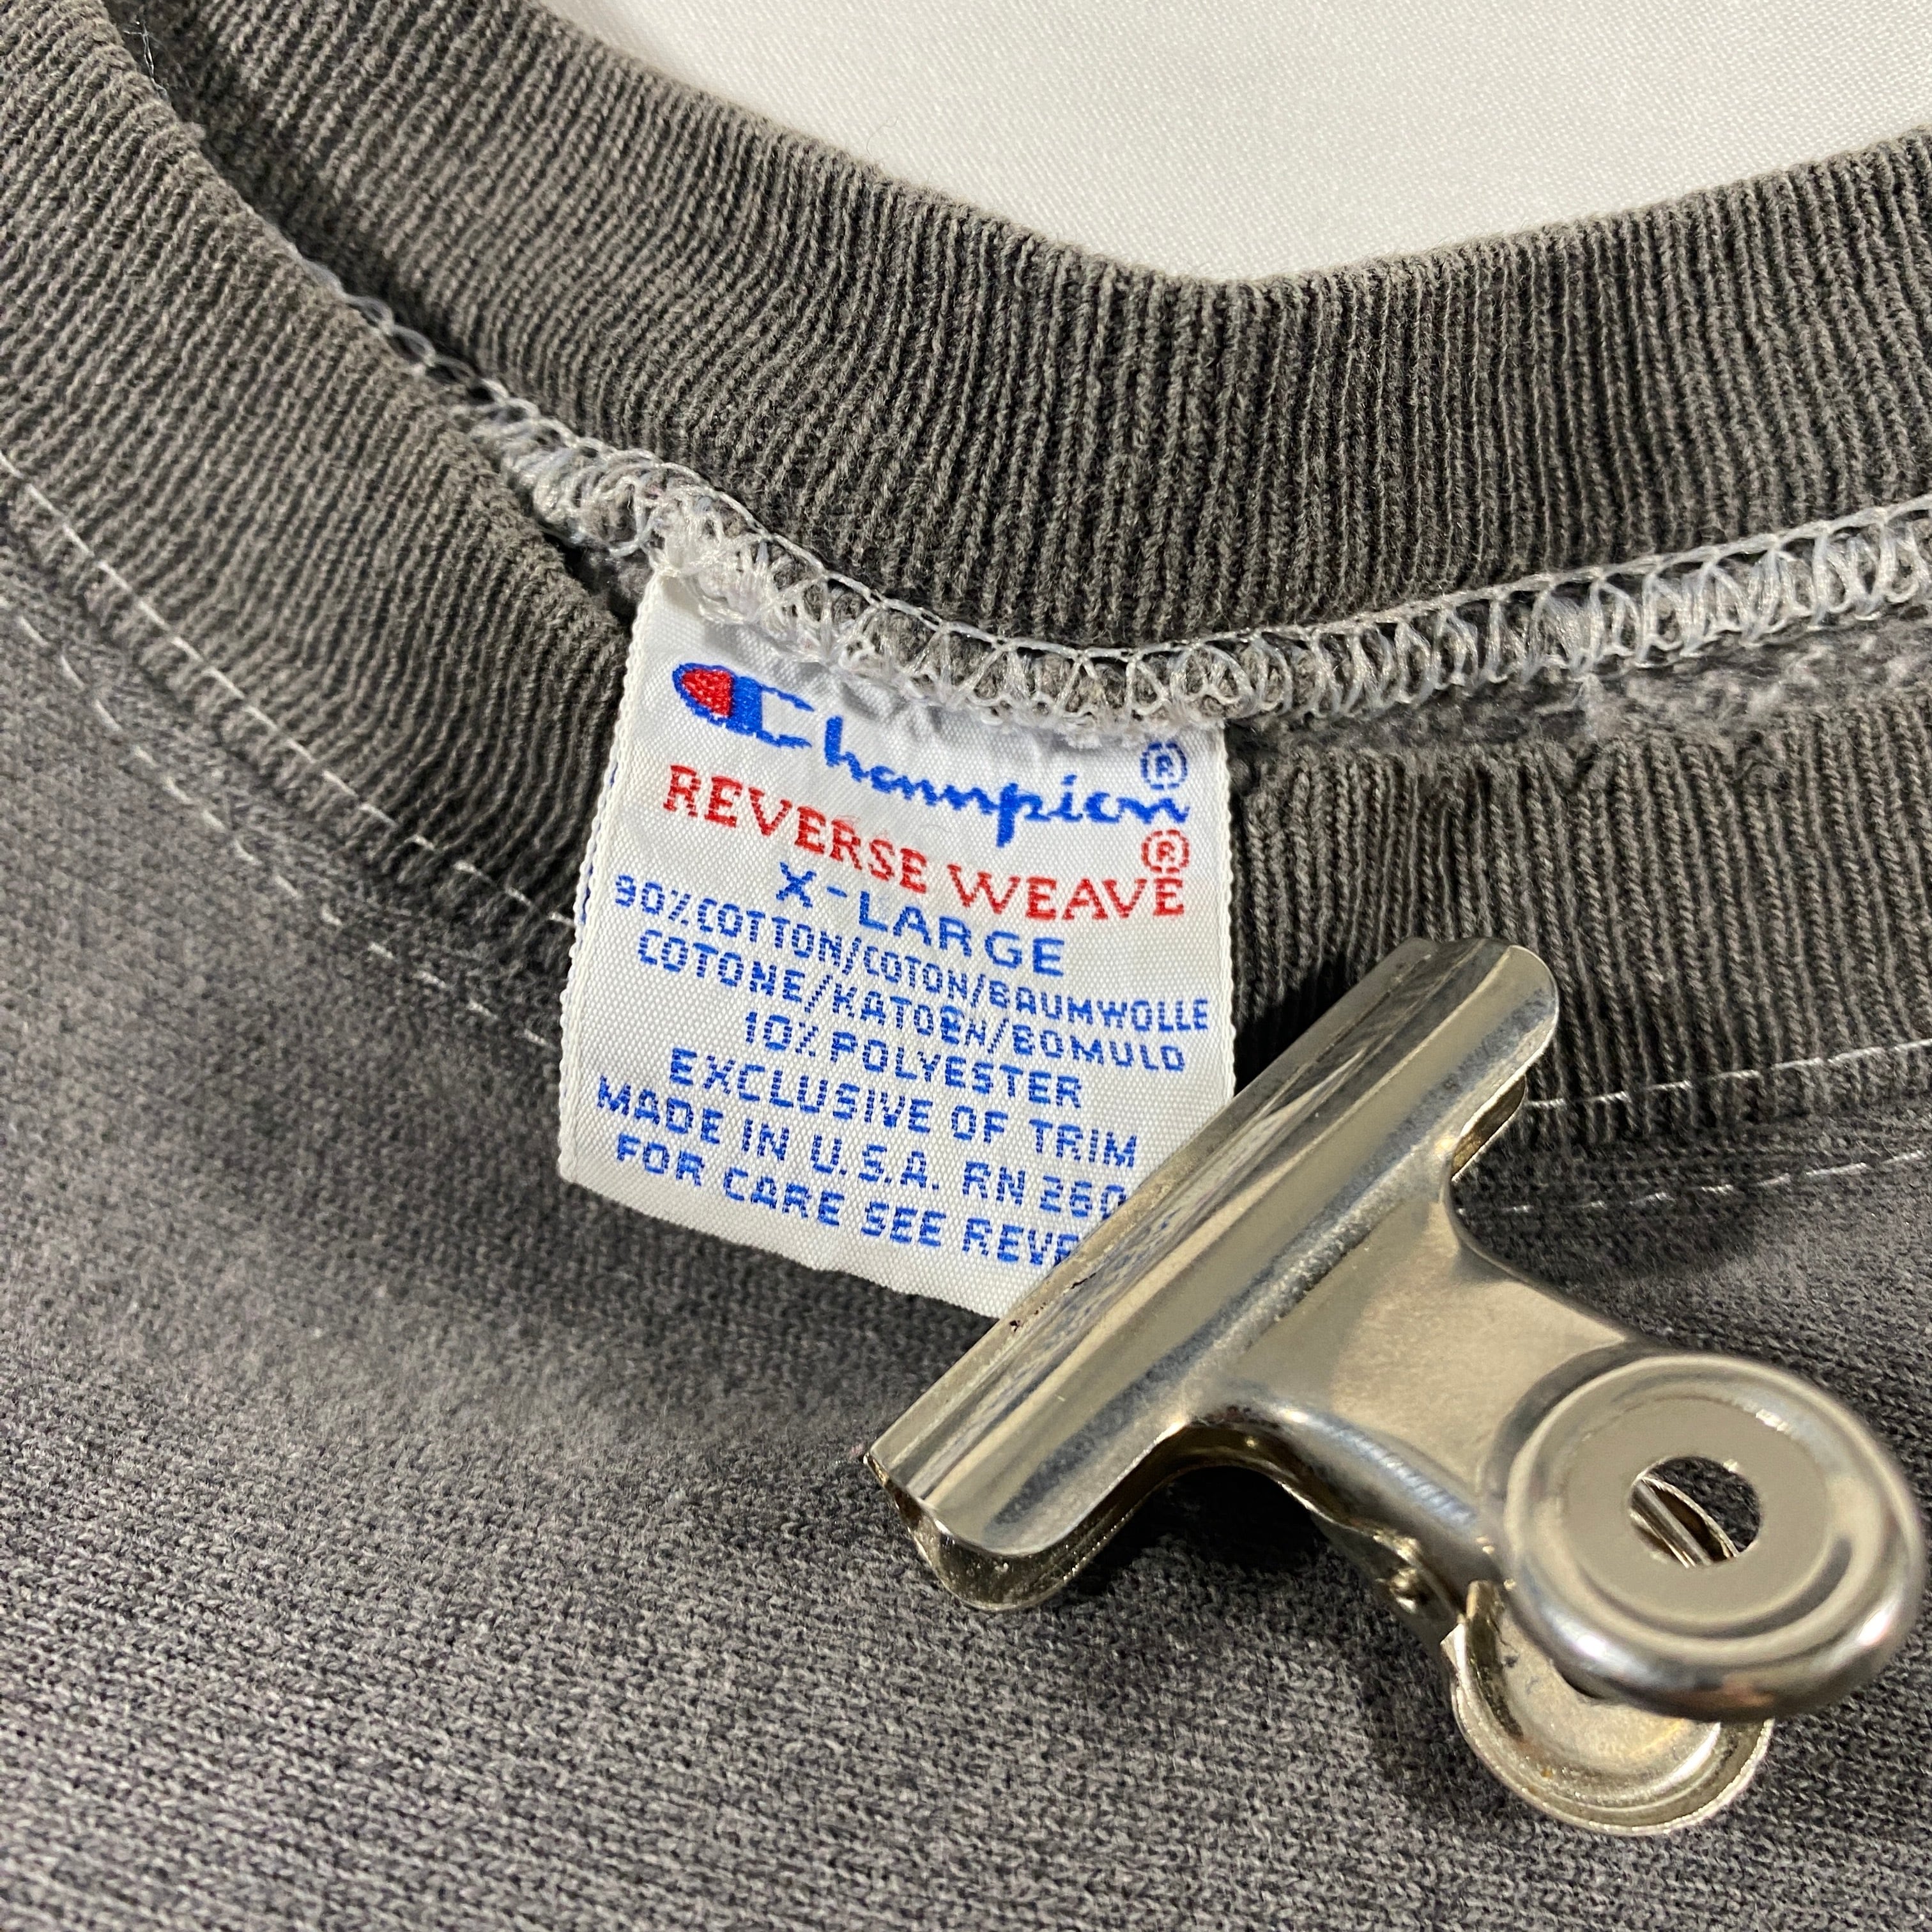 Champion®
REVERSE WEAVE®
X-LARGE
90%COTTON/COTON/BAUMWOLLE
COTONE/KATOEN/BOMULD
10% POLYESTER
EXCLUSIVE OF TRIM
MADE IN U.S.A. RN 260
FOR CARE SEE